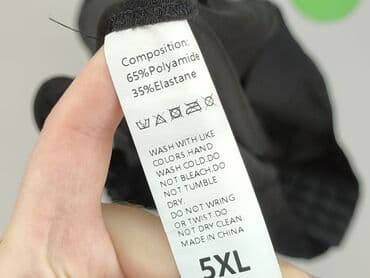 Composition:
65%Polyamide
35%Elastane
WASH WITH LIKE
COLORS.HAND
WASH COLD.DO
NOT BLEACH.DO
NOT TUMBLE
DRY.
DO NOT WRING
OR TWIST.DO
NOT DRY CLEAN
MADE IN CHINA
5XL